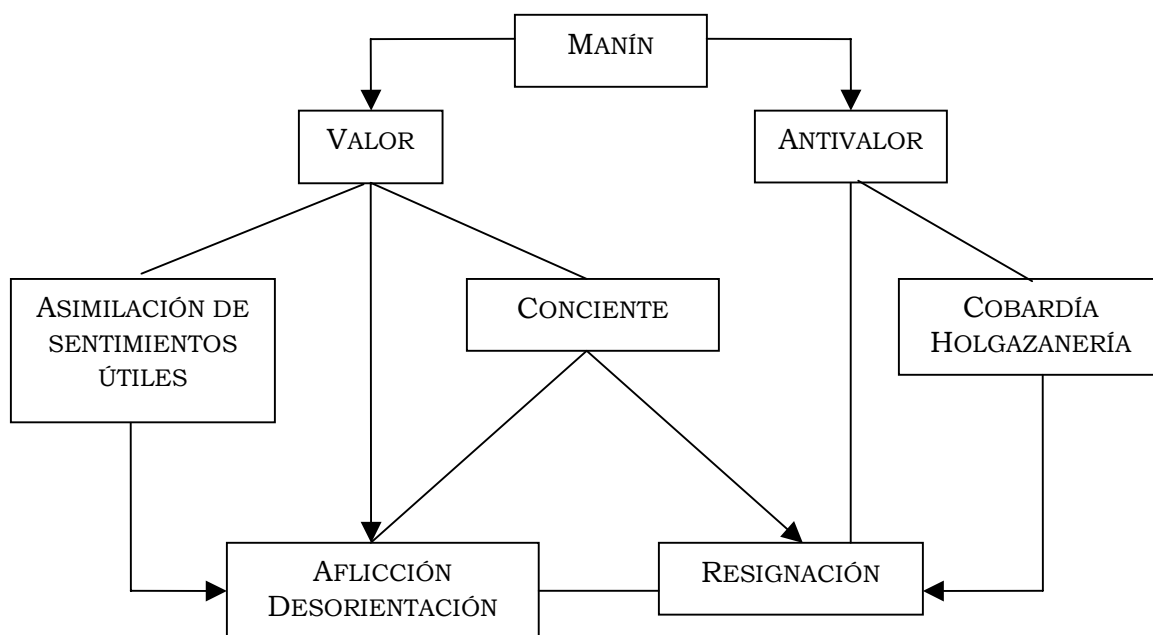 MANÍN
VALOR
ANTIVALOR
ASIMILACIÓN DE
SENTIMIENTOS
ÚTILES
CONCIENTE
COBARDÍA
HOLGAZANERÍA
AFLICCIÓN
DESORIENTACIÓN
RESIGNACIÓN